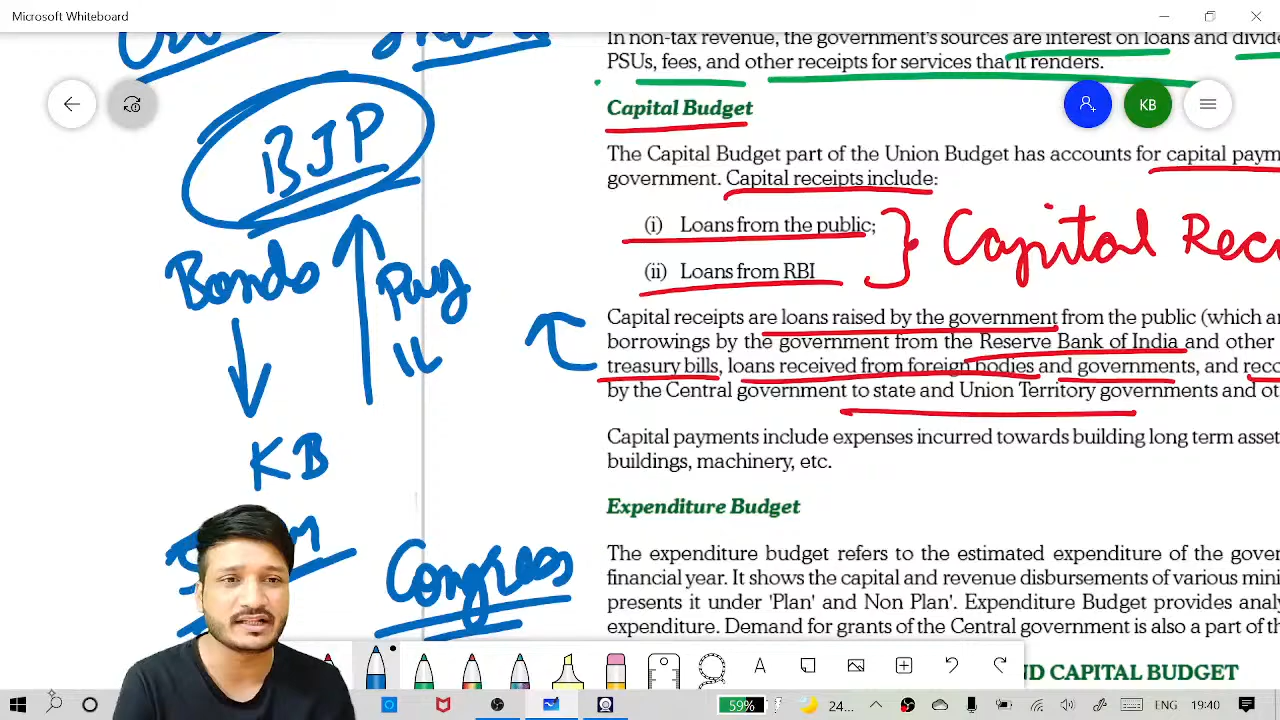 Microsoft Whiteboard
In non-tax revenue, the government's sources are interest on loans and divide
PSUs, fees, and other receipts for services that it renders.
KB
Capital Budget
The Capital Budget part of the Union Budget has accounts for capital paym
government. Capital receipts include:
(i) Loans from the public;
(ii) Loans from RBI
Capital Rec
Capital receipts are loans raised by the government from the public (which ar
borrowings by the government from the Reserve Bank of India and other
treasury bills, loans received from foreign bodies and governments, and reco
by the Central government to state and Union Territory governments and ot
Capital payments include expenses incurred towards building long term asset
buildings, machinery, etc.
Expenditure Budget
The expenditure budget refers to the estimated expenditure of the gover
financial year. It shows the capital and revenue disbursements of various mini
presents it under 'Plan' and Non Plan'. Expenditure Budget provides analy
expenditure. Demand for grants of the Central government is also a part of th
ND CAPITAL BUDGET
BJP
Bonds
Pay
KB
Congress
59%
24...
ENG
19:40